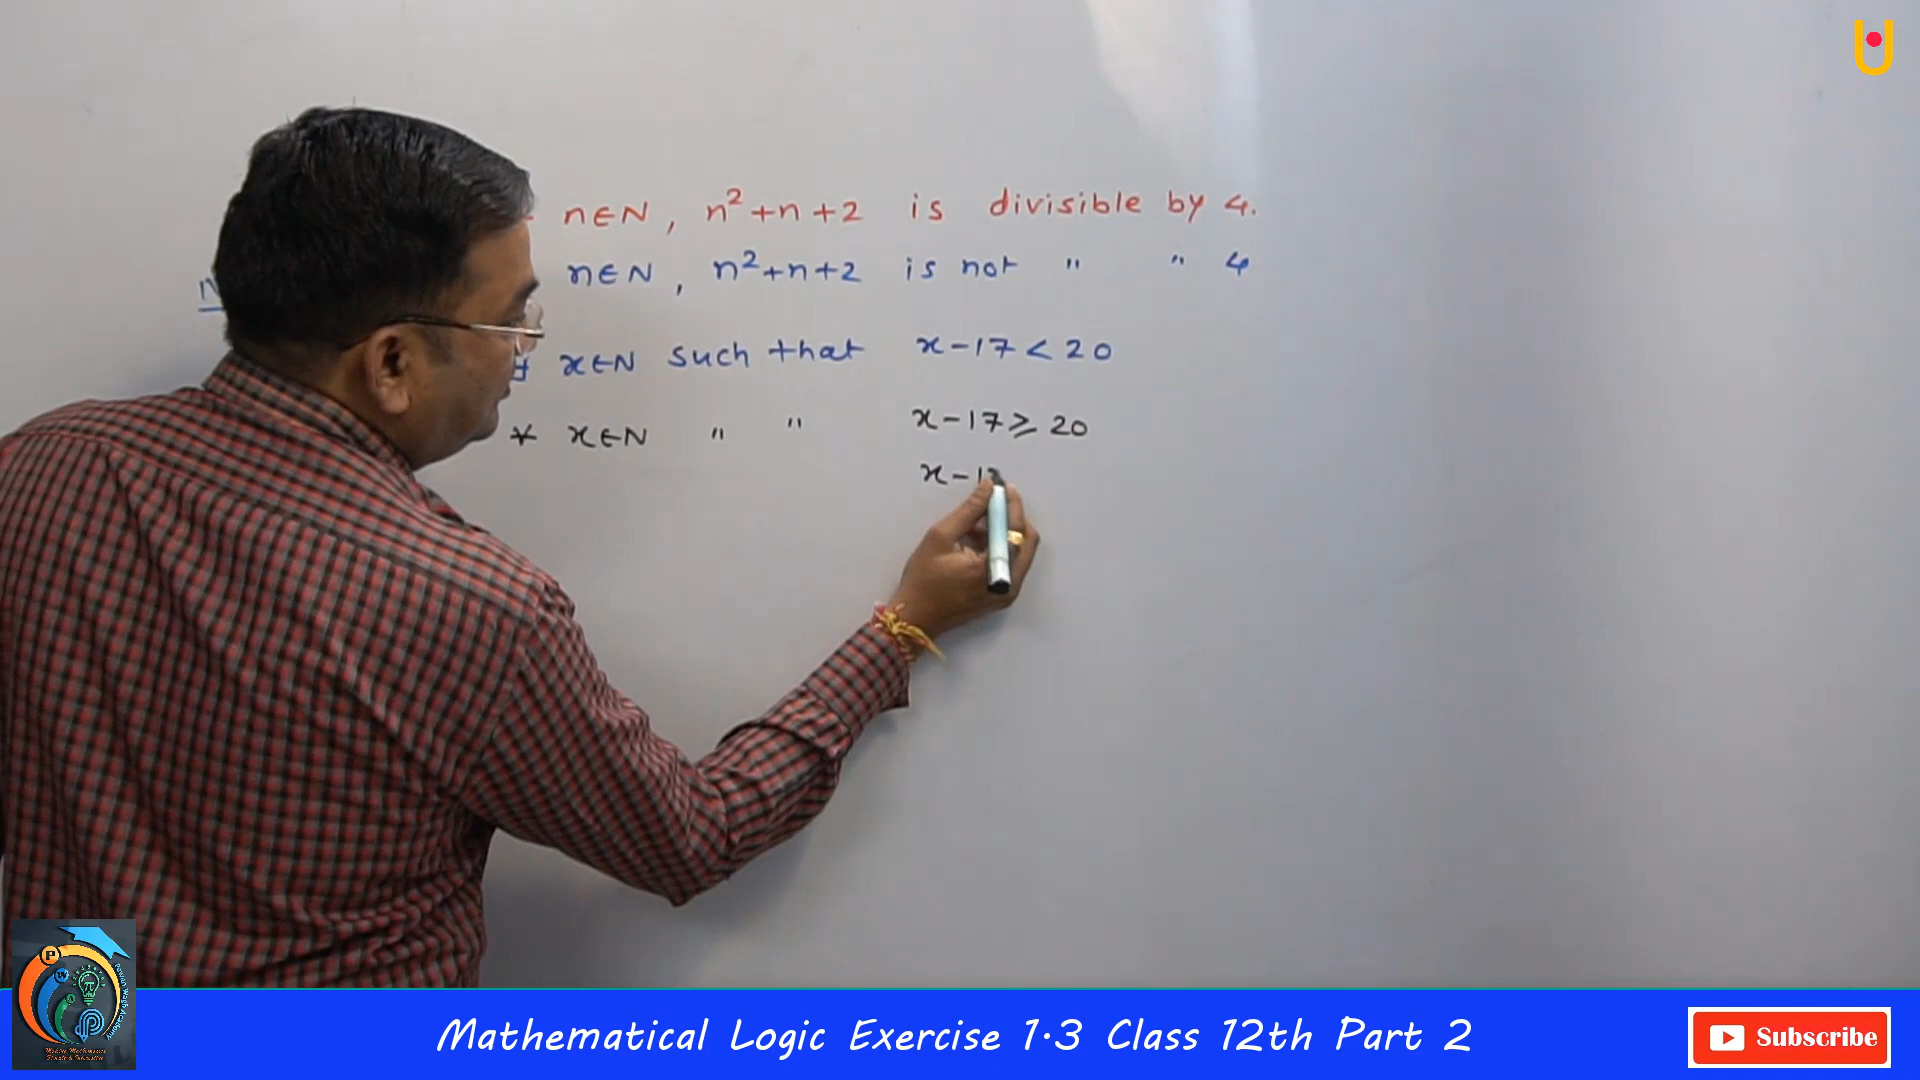 n∈N, n²+n+2 is divisible by 4.
n∈N, n²+n+2 is not " " 4
∃ x∈N such that x-17<20
∀ x∈N " " x-17≥20
x-1
Mathematical Logic Exercise 1.3 Class 12th Part 2
Subscribe